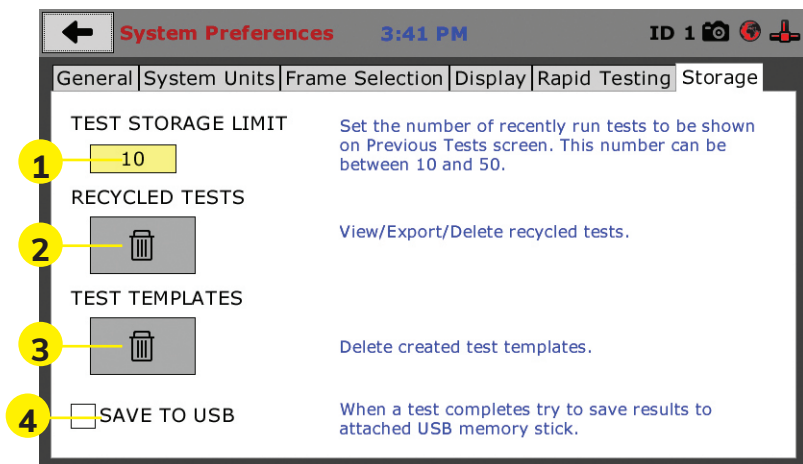 System Preferences 3:41 PM ID 1
General System Units Frame Selection Display Rapid Testing Storage
TEST STORAGE LIMIT
Set the number of recently run tests to be shown
on Previous Tests screen. This number can be
between 10 and 50.
1
10
RECYCLED TESTS
2
View/Export/Delete recycled tests.
TEST TEMPLATES
3
Delete created test templates.
4
SAVE TO USB
When a test completes try to save results to
attached USB memory stick.